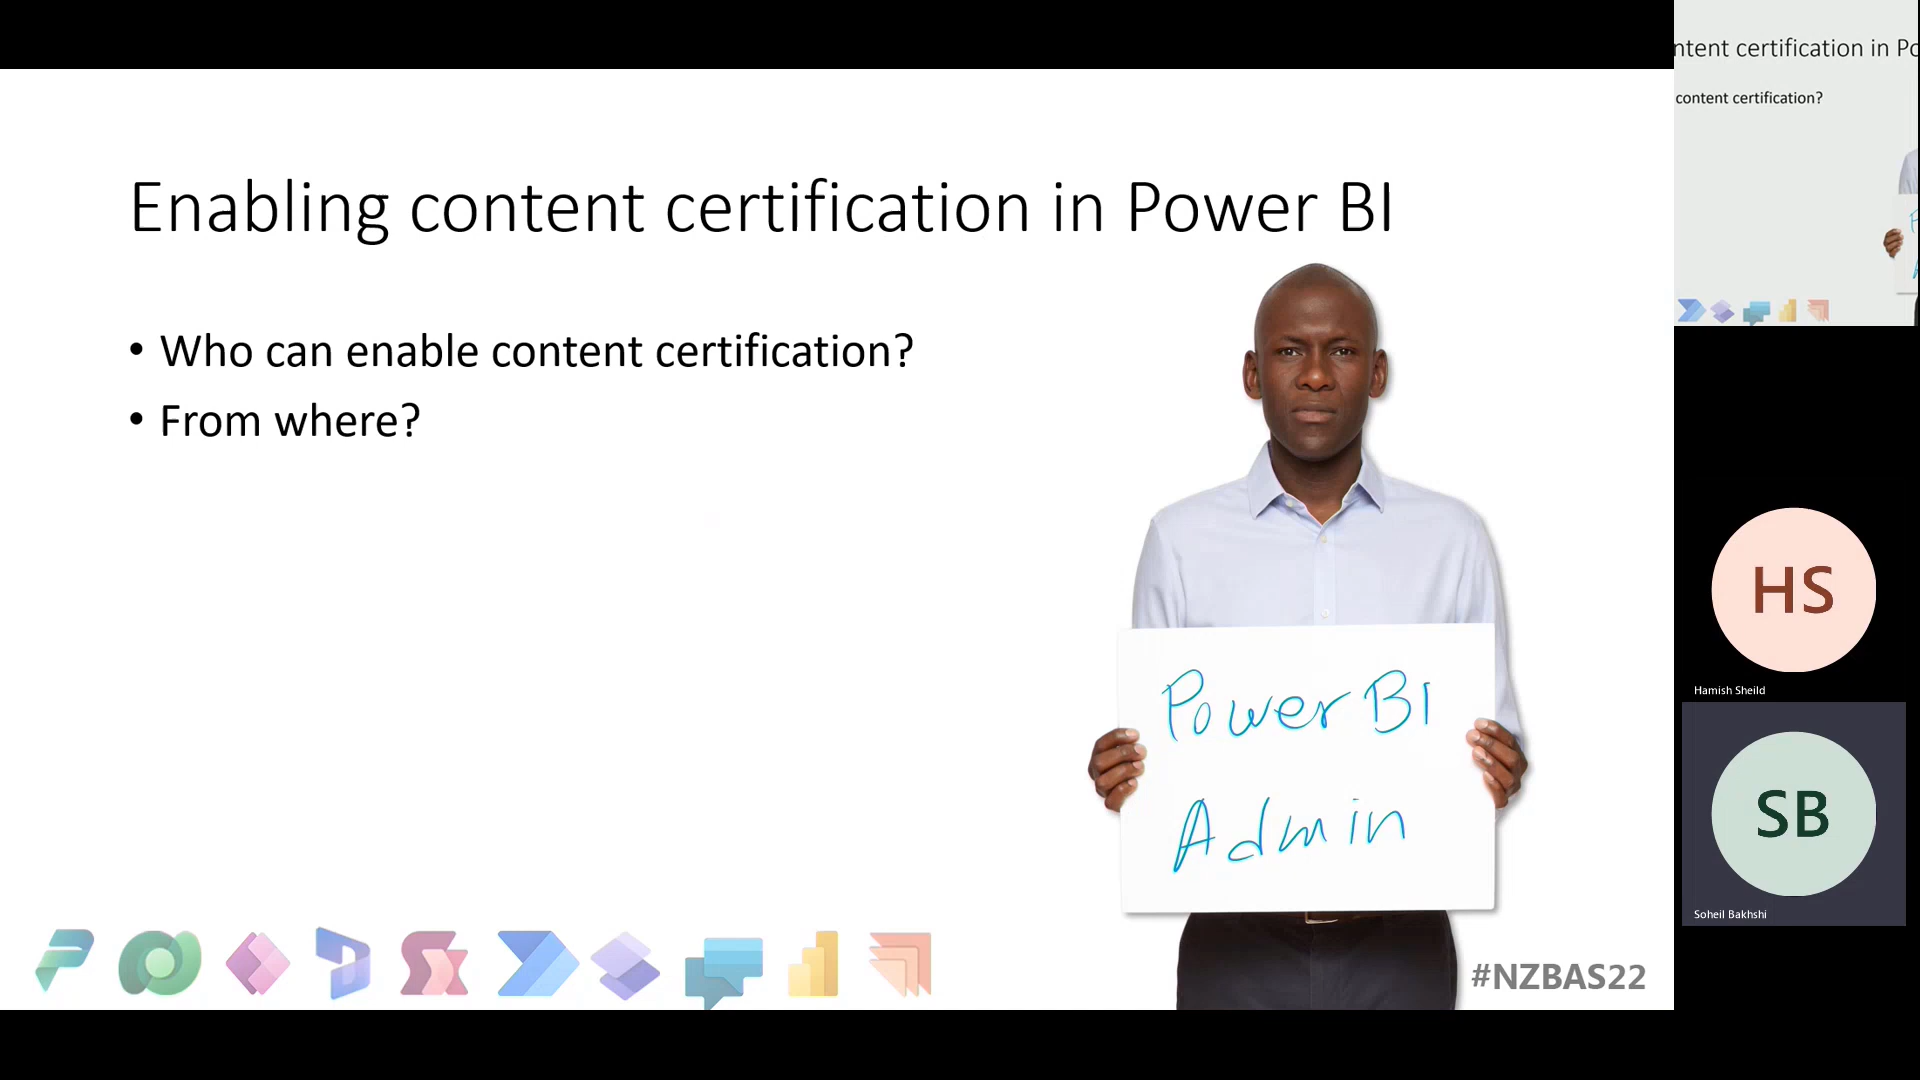 Enabling content certification in Power BI
• Who can enable content certification?
• From where?
Power BI
Admin
#NZBAS22
ntent certification in Po
content certification?
HS
Hamish Sheild
SB
Soheil Bakhshi